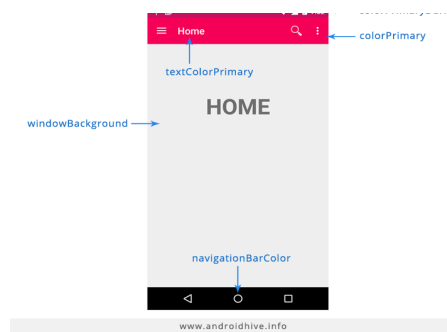 Home
colorPrimary
textColorPrimary
HOME
windowBackground
navigationBarColor
www.androidhive.info